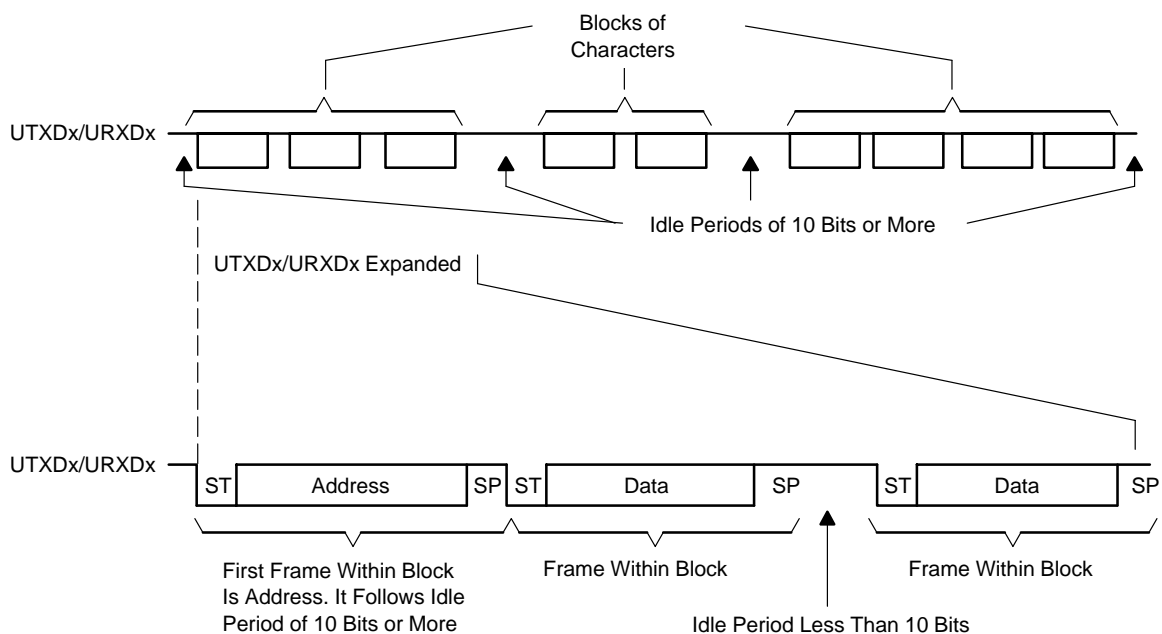 Blocks of
Characters
UTXDx/URXDx
Idle Periods of 10 Bits or More
UTXDx/URXDx Expanded
UTXDx/URXDx
ST
Address
SP
ST
Data
SP
ST
Data
SP
First Frame Within Block
Is Address. It Follows Idle
Period of 10 Bits or More
Frame Within Block
Frame Within Block
Idle Period Less Than 10 Bits